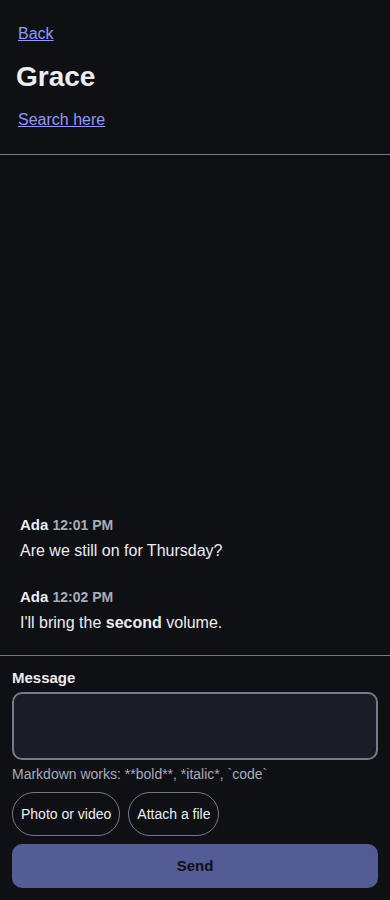 Back
Grace
Search here
Ada 12:01 PM
Are we still on for Thursday?
Ada 12:02 PM
I'll bring the second volume.
Message
Markdown works: **bold**, *italic*, `code`
Photo or video
Attach a file
Send